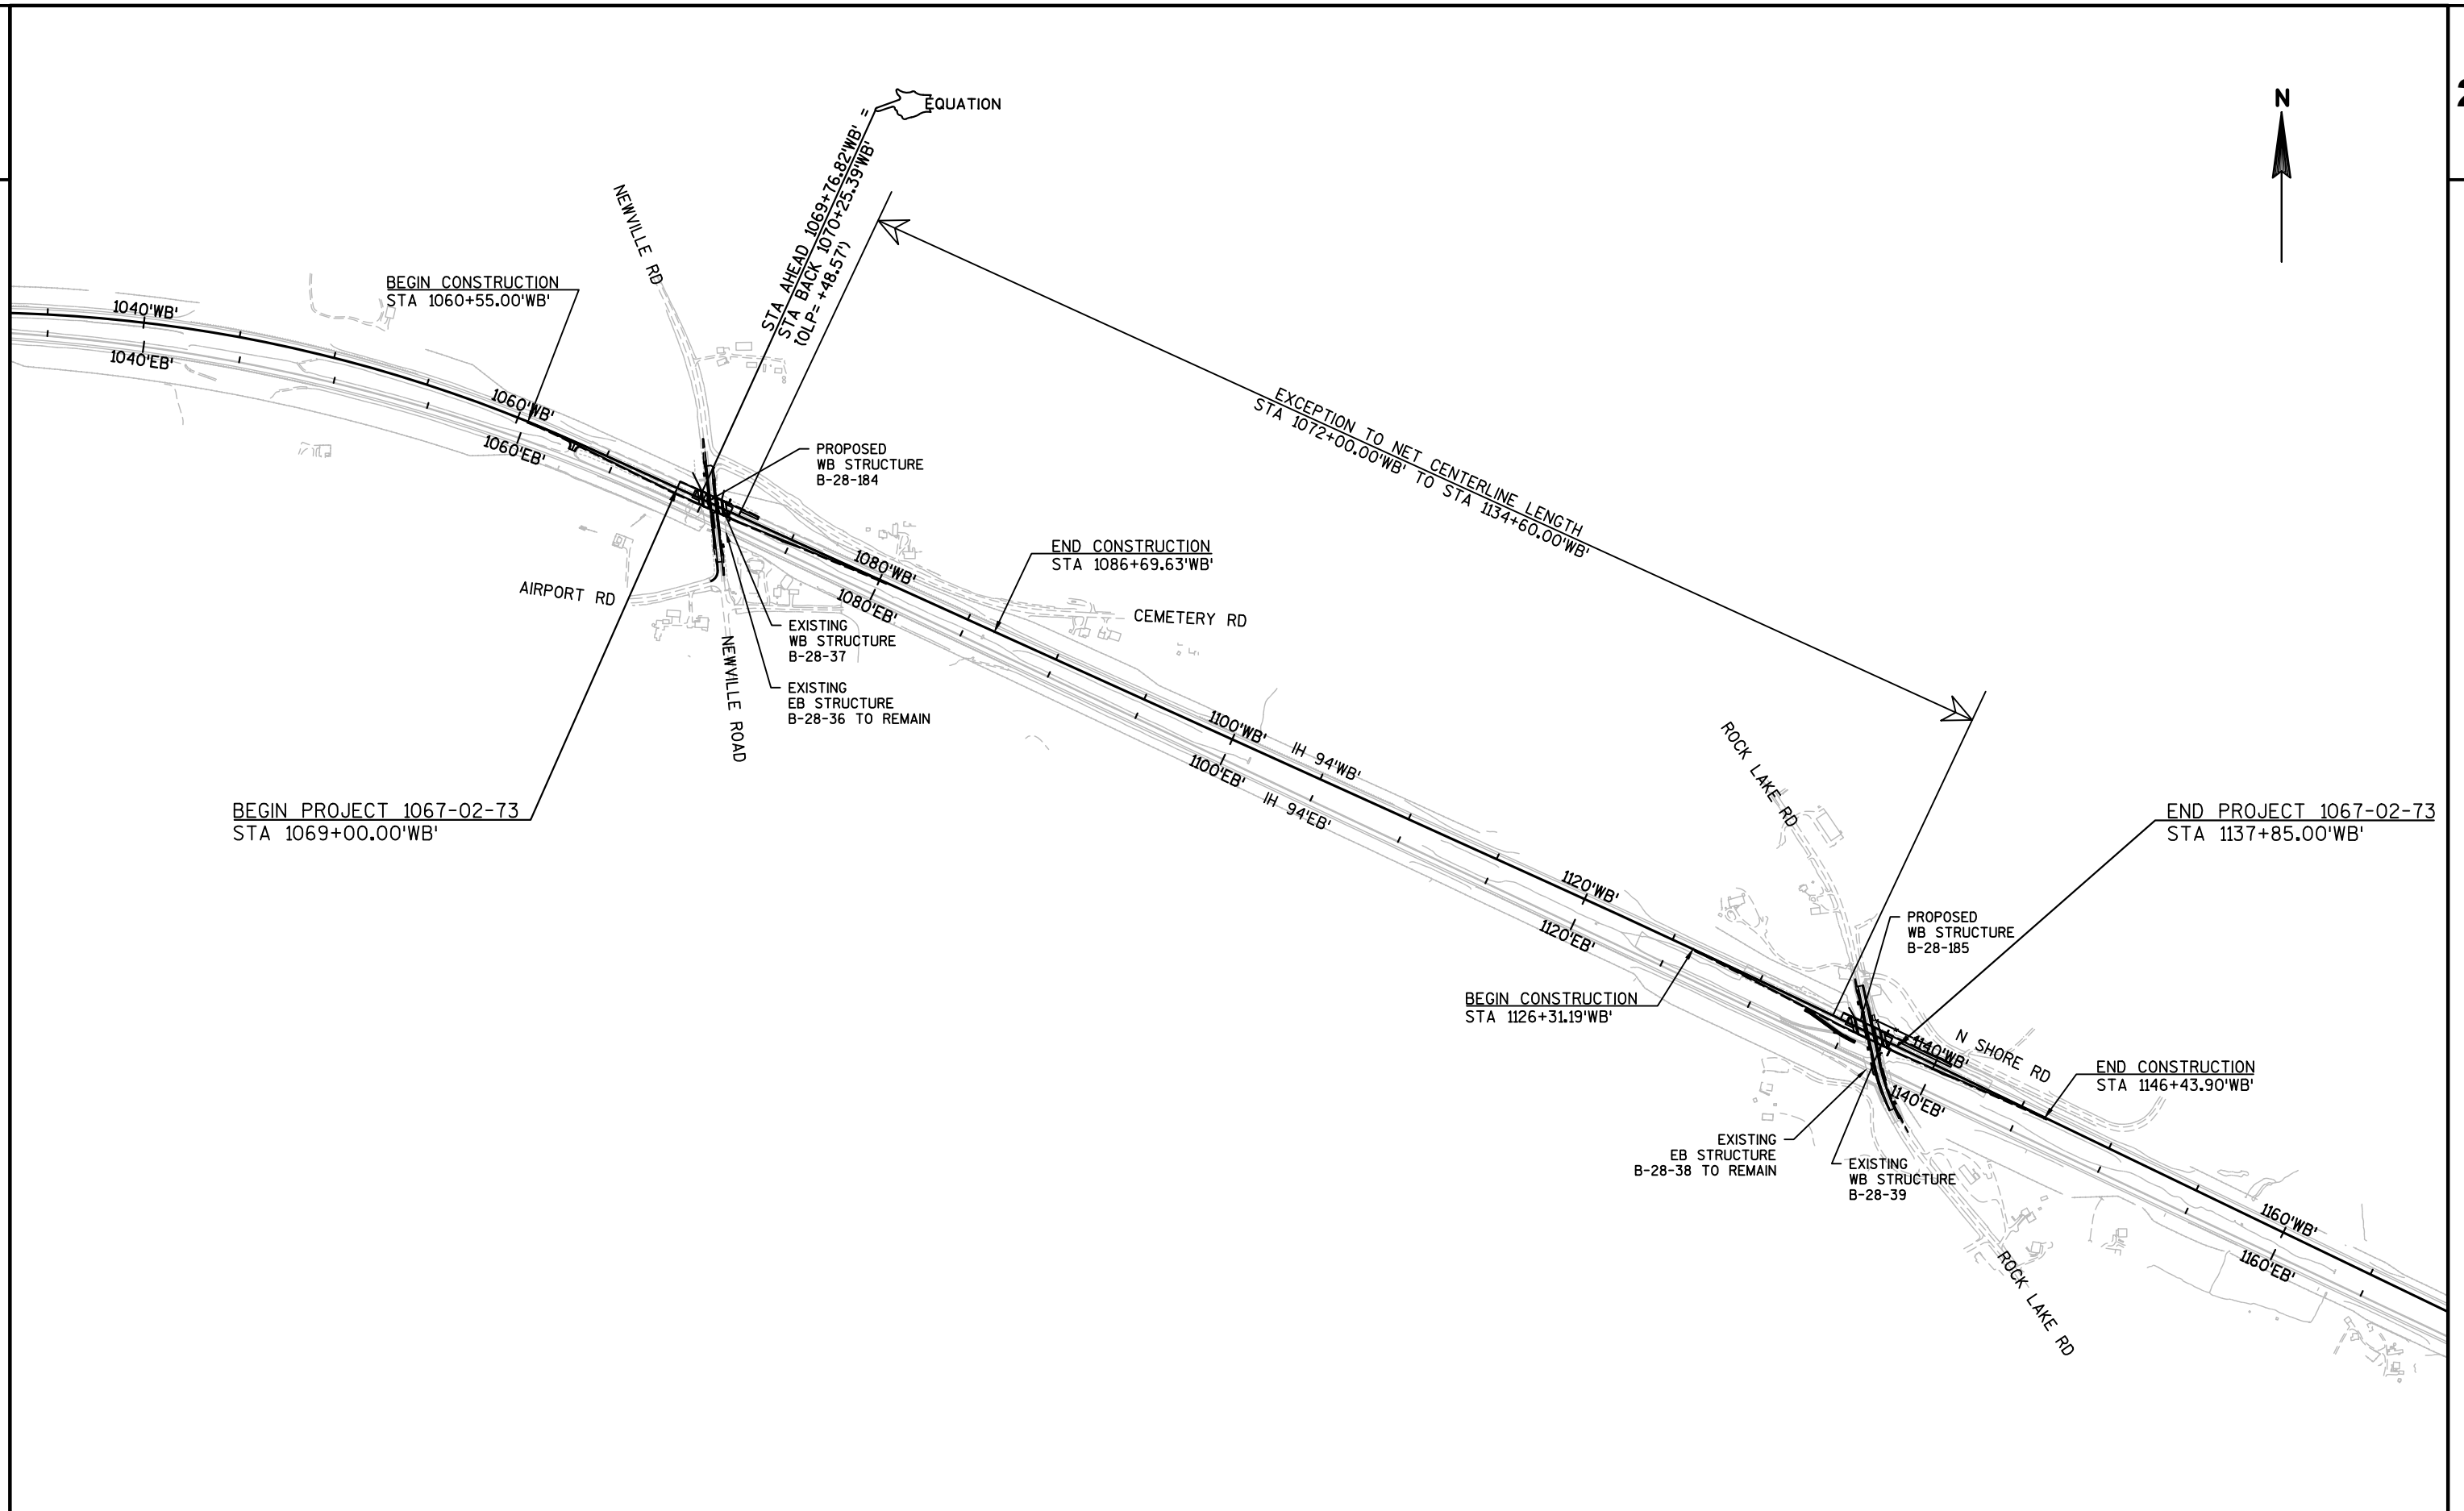 N
EQUATION
STA AHEAD 1069+76.82'WB' =
STA BACK 1070+25.39'WB'
(OLP= +48.57')
NEWVILLE RD
BEGIN CONSTRUCTION
STA 1060+55.00'WB'
1040'WB'
1040'EB'
1060'WB'
1060'EB'
PROPOSED
WB STRUCTURE
B-28-184
EXCEPTION TO NET CENTERLINE LENGTH
STA 1072+00.00'WB' TO STA 1134+60.00'WB'
END CONSTRUCTION
STA 1086+69.63'WB'
1080'WB'
1080'EB'
AIRPORT RD
CEMETERY RD
EXISTING
WB STRUCTURE
B-28-37
EXISTING
EB STRUCTURE
B-28-36 TO REMAIN
NEWVILLE ROAD
1100'WB'
1100'EB'
IH 94'WB'
IH 94'EB'
BEGIN PROJECT 1067-02-73
STA 1069+00.00'WB'
ROCK LAKE RD
END PROJECT 1067-02-73
STA 1137+85.00'WB'
1120'WB'
1120'EB'
PROPOSED
WB STRUCTURE
B-28-185
BEGIN CONSTRUCTION
STA 1126+31.19'WB'
1140'WB'
1140'EB'
N SHORE RD
END CONSTRUCTION
STA 1146+43.90'WB'
EXISTING
EB STRUCTURE
B-28-38 TO REMAIN
EXISTING
WB STRUCTURE
B-28-39
1160'WB'
1160'EB'
ROCK LAKE RD